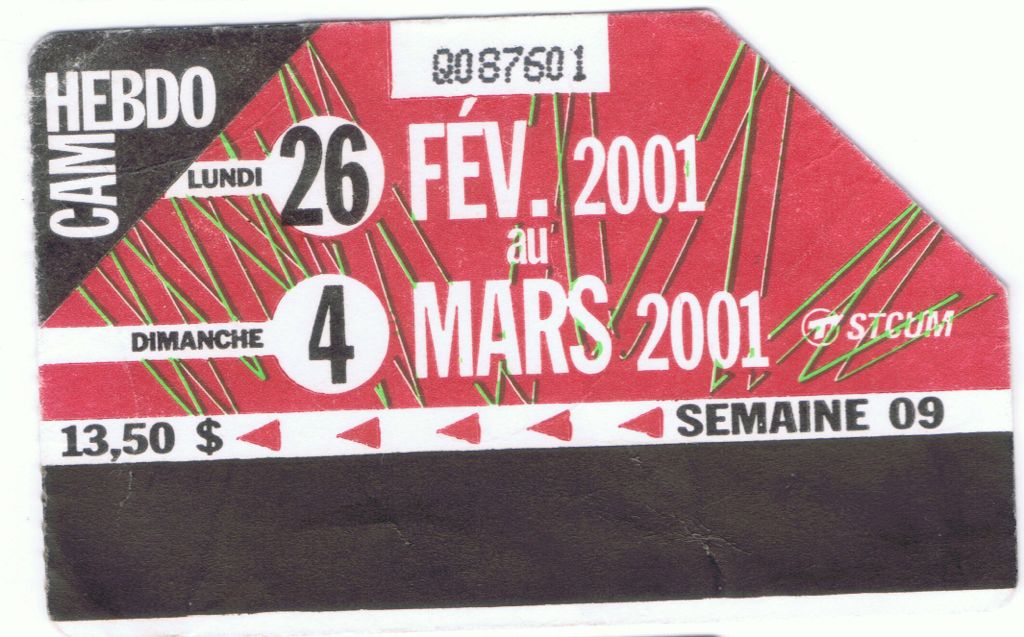 Q087601
CAM HEBDO
LUNDI 26 FÉV. 2001
au
DIMANCHE 4 MARS 2001
STCUM
13,50 $ SEMAINE 09